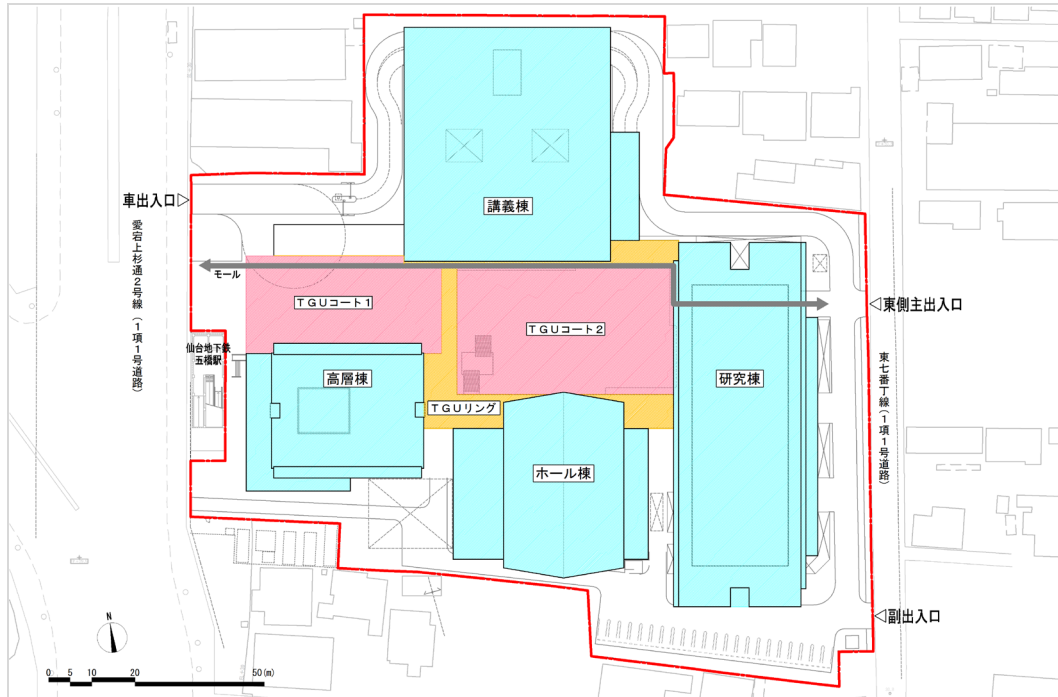 講義棟
車出入口▷
愛宕上杉通2号線(1項1号道路)
モール
TGUコート1
TGUコート2
◁東側主出入口
仙台地下鉄
五橋駅
高層棟
研究棟
TGUリング
東七番丁線(1項1号道路)
ホール棟
◁副出入口
N
0 5 10 20 50(m)